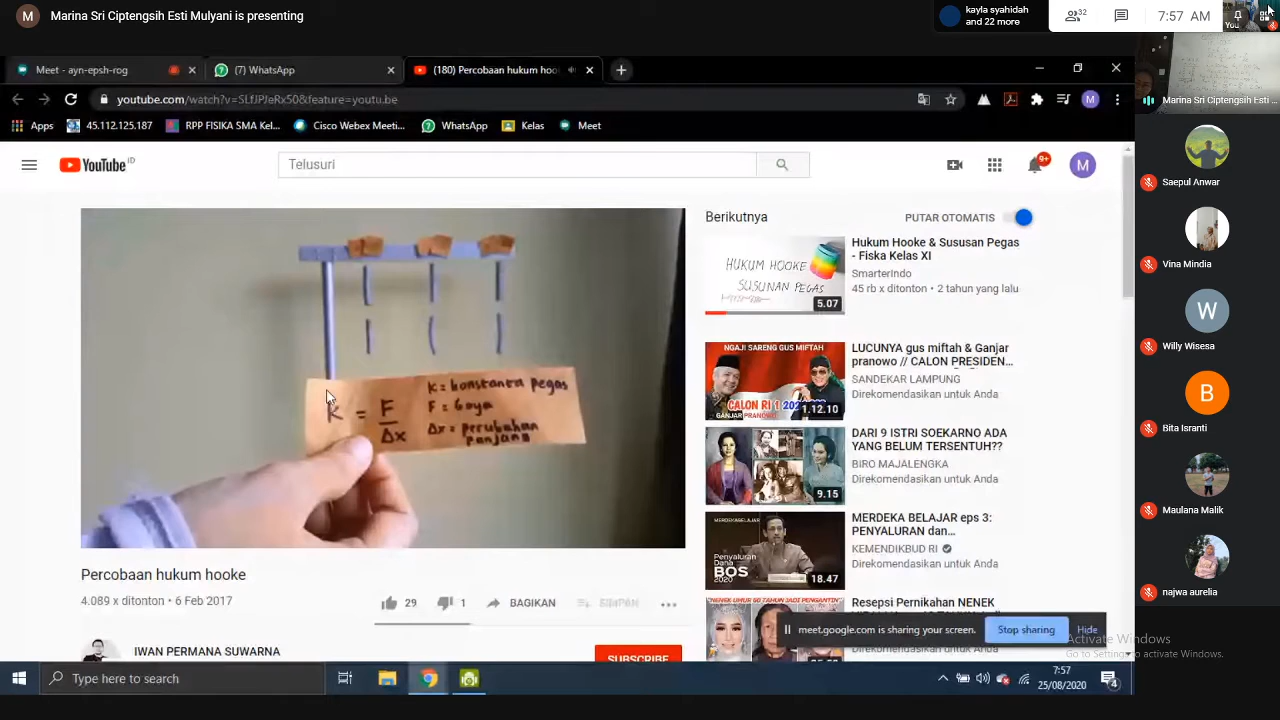 Marina Sri Ciptengsih Esti Mulyani is presenting
kayla syahidah
and 22 more
32
7:57 AM
You
Meet - ayn-epsh-rog
(7) WhatsApp
(180) Percobaan hukum hoo
youtube.com/watch?v=SLfJPJeRx50&feature=youtu.be
Apps
45.112.125.187
RPP FISIKA SMA Kel...
Cisco Webex Meeti...
WhatsApp
Kelas
Meet
YouTube ID
Telusuri
9+
M
K = F
Δx
K = konstanta pegas
F = Gaya
Δx = perubahan
panjang
Percobaan hukum hooke
4.089 x ditonton • 6 Feb 2017
29
1
BAGIKAN
SIMPAN
IWAN PERMANA SUWARNA
SUBSCRIBE
Berikutnya
PUTAR OTOMATIS
HUKUM HOOKE
SUSUNAN PEGAS
5.07
Hukum Hooke & Sususan Pegas
- Fiska Kelas XI
SmarterIndo
45 rb x ditonton • 2 tahun yang lalu
NGAJI SARENG GUS MIFTAH
CALON RI 1
GANJAR PRANOWO
1.12.10
LUCUNYA gus miftah & Ganjar
pranowo // CALON PRESIDEN...
SANDEKAR LAMPUNG
Direkomendasikan untuk Anda
9.15
DARI 9 ISTRI SOEKARNO ADA
YANG BELUM TERSENTUH??
BIRO MAJALENGKA
Direkomendasikan untuk Anda
MERDEKA BELAJAR
Penyaluran
Dana
BOS
2020
18.47
MERDEKA BELAJAR eps 3:
PENYALURAN dan...
KEMENDIKBUD RI
Direkomendasikan untuk Anda
Resepsi Pernikahan NENEK
meet.google.com is sharing your screen.
Stop sharing
Hide
Activate Windows
Go to Settings to activate Windows.
Type here to search
7:57
25/08/2020
4
Marina Sri Ciptengsih Esti ...
Saepul Anwar
Vina Mindia
W
Willy Wisesa
B
Bita Isranti
Maulana Malik
najwa aurelia